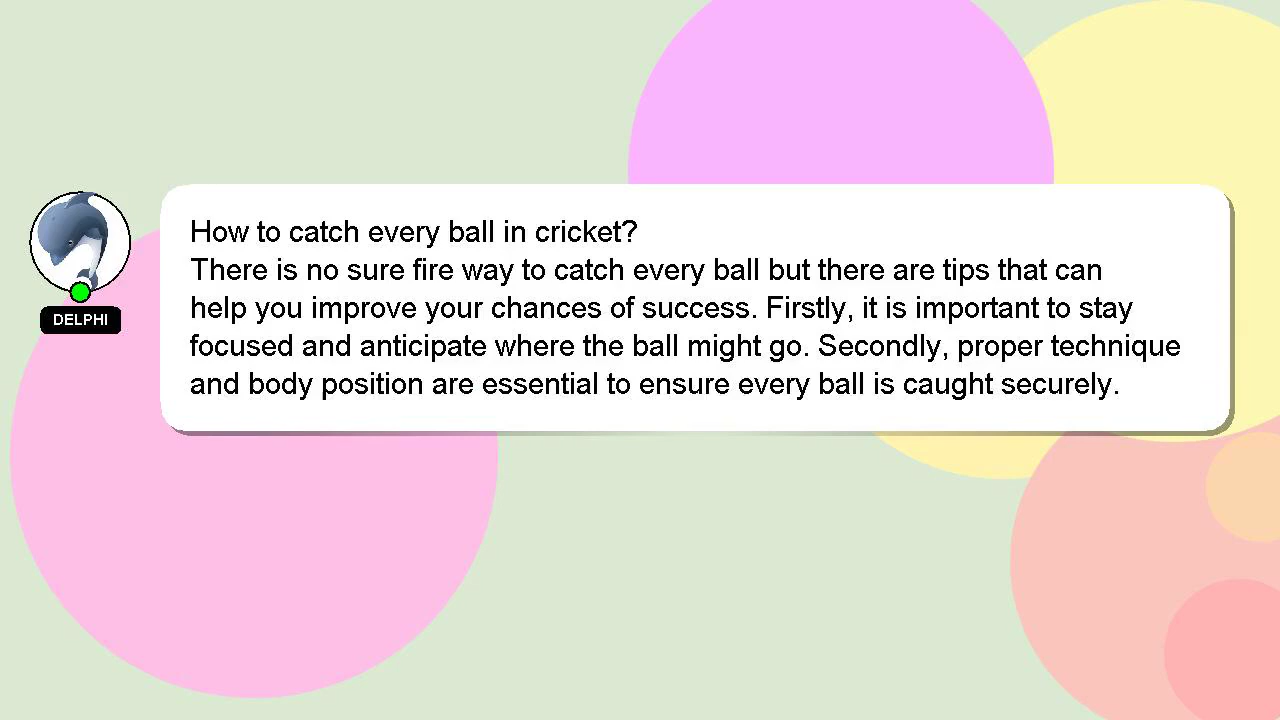 How to catch every ball in cricket?
There is no sure fire way to catch every ball but there are tips that can
help you improve your chances of success. Firstly, it is important to stay
focused and anticipate where the ball might go. Secondly, proper technique
and body position are essential to ensure every ball is caught securely.
DELPHI